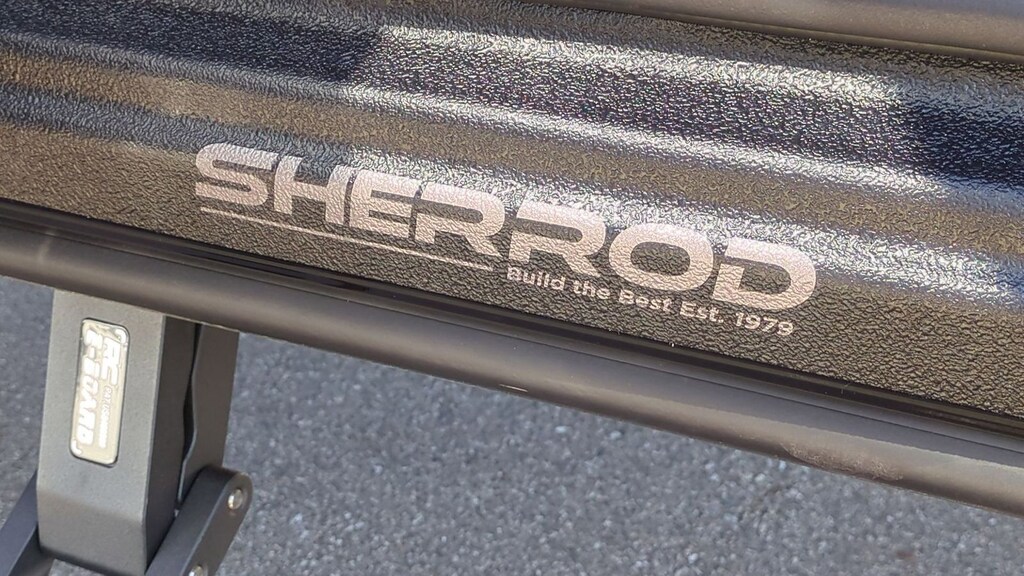 SHERROD
Build the Best Est. 1979